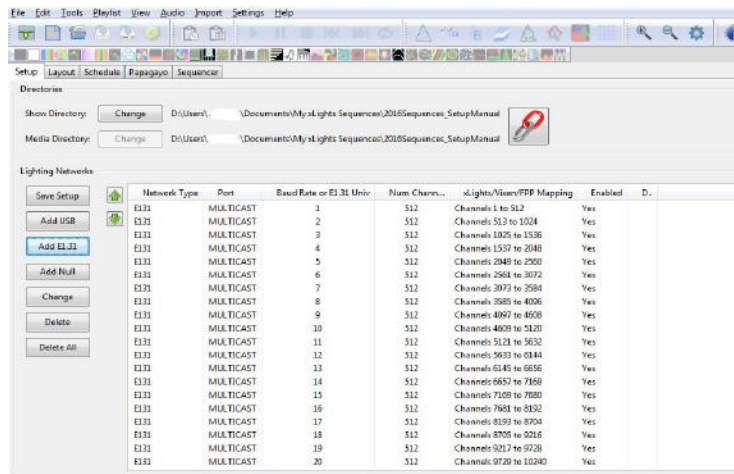 File Edit Tools Playlist View Audio Import Settings Help
Setup Layout Schedule Papagayo Sequencer
Directories
Show Directory: Change D:\Users\. \Documents\My xLights Sequences\2016Sequences_SetupManual
Media Directory: Change D:\Users\ \Documents\My xLights Sequences\2016Sequences_SetupManual
Lighting Networks
Save Setup
Add USB
Add E1.31
Add Null
Change
Delete
Delete All
Network Type Port Baud Rate or E1.31 Univ Num Chann... xLights/Vixen/FPP Mapping Enabled D..
E131 MULTICAST 1 512 Channels 1 to 512 Yes
E131 MULTICAST 2 512 Channels 513 to 1024 Yes
E131 MULTICAST 3 512 Channels 1025 to 1536 Yes
E131 MULTICAST 4 512 Channels 1537 to 2048 Yes
E131 MULTICAST 5 512 Channels 2049 to 2560 Yes
E131 MULTICAST 6 512 Channels 2561 to 3072 Yes
E131 MULTICAST 7 512 Channels 3073 to 3584 Yes
E131 MULTICAST 8 512 Channels 3585 to 4096 Yes
E131 MULTICAST 9 512 Channels 4097 to 4608 Yes
E131 MULTICAST 10 512 Channels 4609 to 5120 Yes
E131 MULTICAST 11 512 Channels 5121 to 5632 Yes
E131 MULTICAST 12 512 Channels 5633 to 6144 Yes
E131 MULTICAST 13 512 Channels 6145 to 6656 Yes
E131 MULTICAST 14 512 Channels 6657 to 7168 Yes
E131 MULTICAST 15 512 Channels 7169 to 7680 Yes
E131 MULTICAST 16 512 Channels 7681 to 8192 Yes
E131 MULTICAST 17 512 Channels 8193 to 8704 Yes
E131 MULTICAST 18 512 Channels 8705 to 9216 Yes
E131 MULTICAST 19 512 Channels 9217 to 9728 Yes
E131 MULTICAST 20 512 Channels 9729 to 10240 Yes